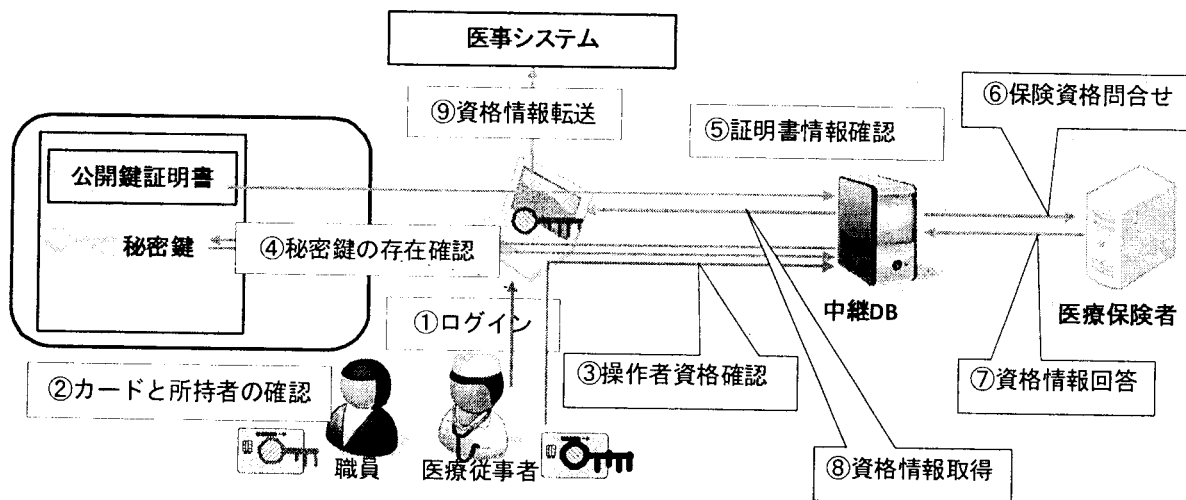 医事システム
⑥保険資格問合せ
⑨資格情報転送
⑤証明書情報確認
公開鍵証明書
秘密鍵
④秘密鍵の存在確認
中継DB
医療保険者
①ログイン
②カードと所持者の確認
③操作者資格確認
⑦資格情報回答
職員
医療従事者
⑧資格情報取得